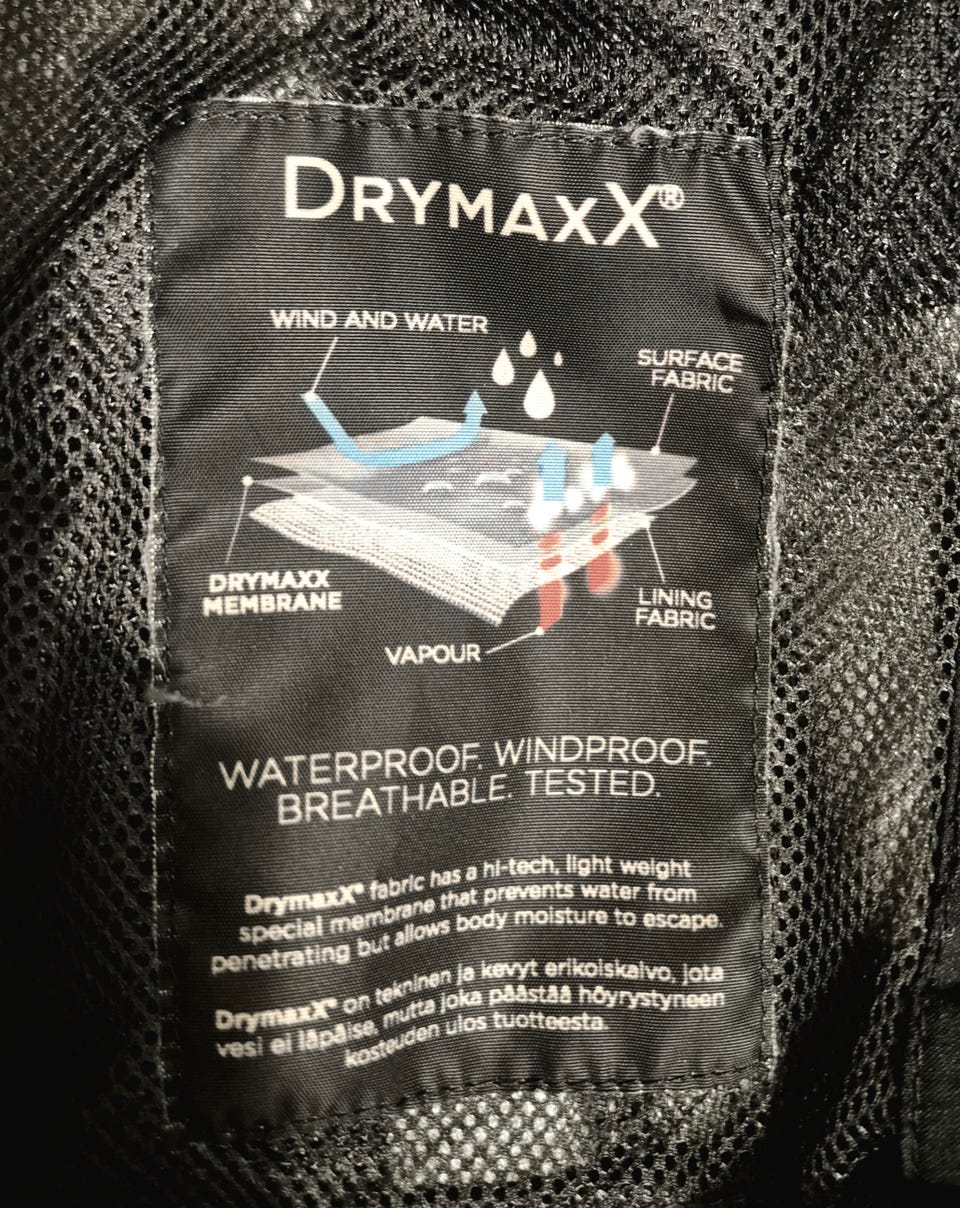 DRYMAXX®
WIND AND WATER
SURFACE
FABRIC
DRYMAXX
MEMBRANE
LINING
FABRIC
VAPOUR
WATERPROOF. WINDPROOF.
BREATHABLE. TESTED.
DrymaxX® fabric has a hi-tech, light weight
special membrane that prevents water from
penetrating but allows body moisture to escape.
DrymaxX® on tekninen ja kevyt erikoiskalvo, jota
vesi ei läpäise, mutta joka päästää höyrystyneen
kosteuden ulos tuotteesta.